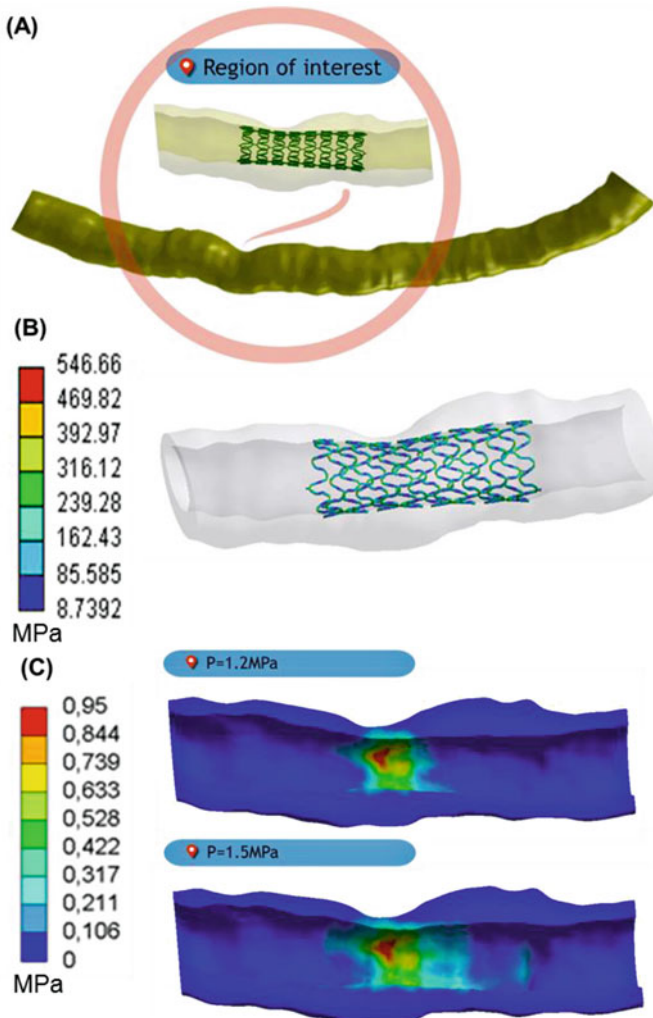 (A)
Region of interest
(B)
546.66
469.82
392.97
316.12
239.28
162.43
85.585
8.7392
MPa
(C)
P=1.2MPa
0,95
0,844
0,739
0,633
0,528
0,422
0,317
0,211
0,106
0
MPa
P=1.5MPa